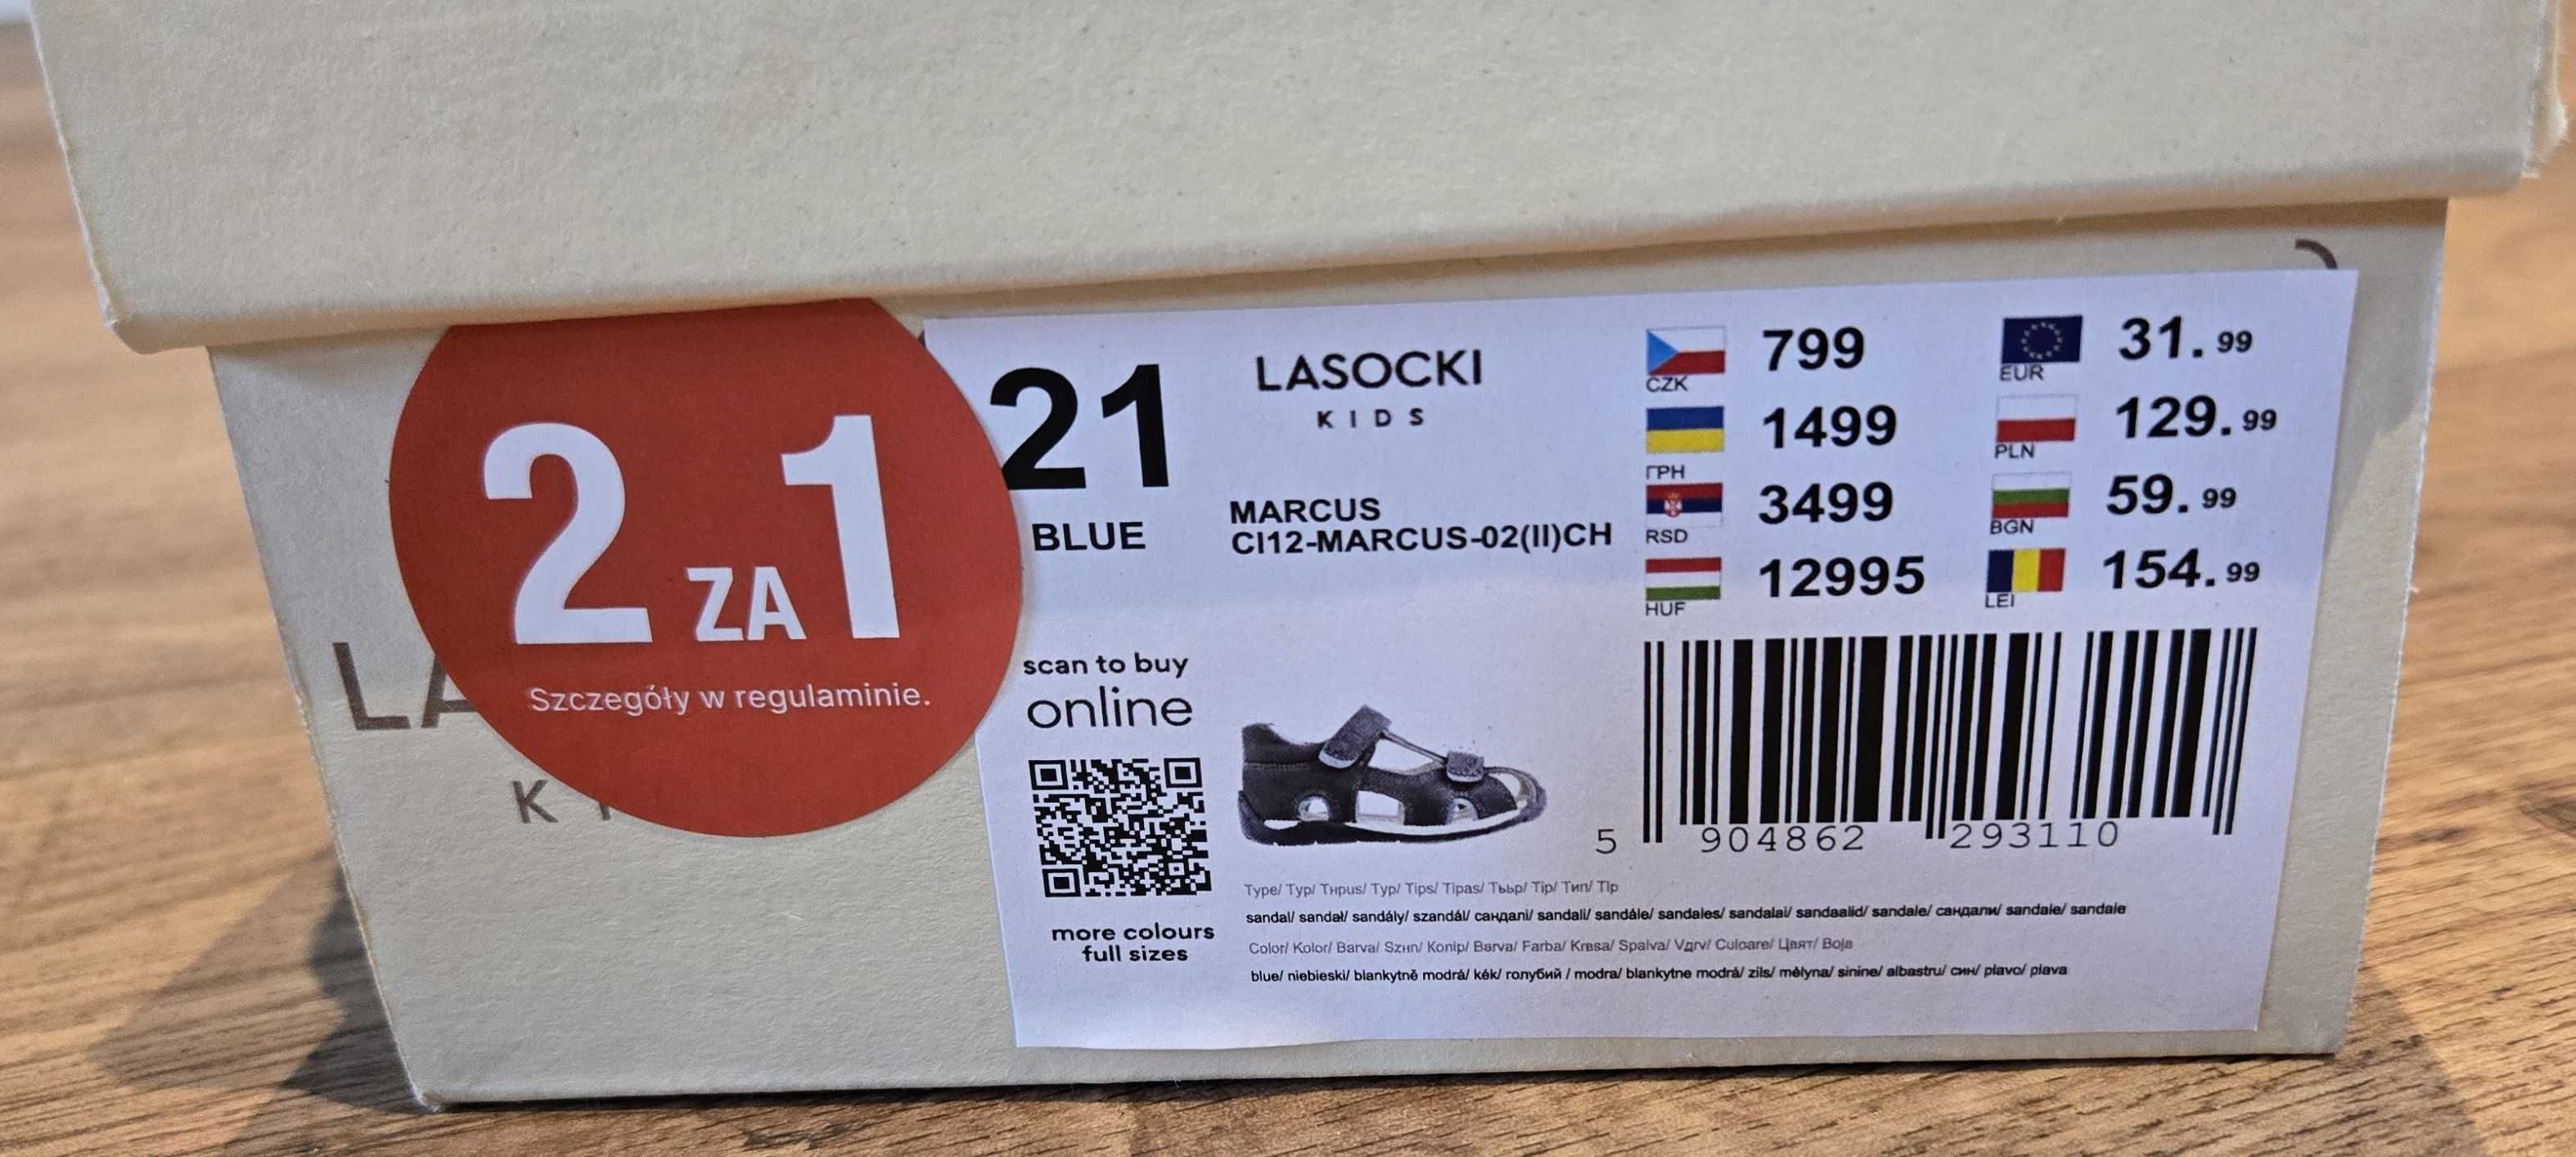 2 ZA 1
Szczegóły w regulaminie.
LA
K
21
BLUE
LASOCKI
KIDS
MARCUS
CI12-MARCUS-02(II)CH
CZK 799
ГРН 1499
RSD 3499
HUF 12995
EUR 31.99
PLN 129.99
BGN 59.99
LEI 154.99
scan to buy
online
more colours
full sizes
5 904862 293110
Type/ Typ/ Típus/ Typ/ Tips/ Tipas/ Tip/ Тип/ Tip
sandal/ sandał/ sandály/ szandál/ сандалі/ sandali/ sandále/ sandales/ sandalai/ sandaalid/ sandale/ сандали/ sandale/ sandale
Color/ Kolor/ Barva/ Колір/ Barva/ Farba/ Krasa/ Spalva/ Culoare/ Цвят/ Boja
blue/ niebieski/ blankytně modrá/ kék/ голубий / modra/ blankytne modrá/ zils/ mėlyna/ sinine/ albastru/ син/ plavo/ plava